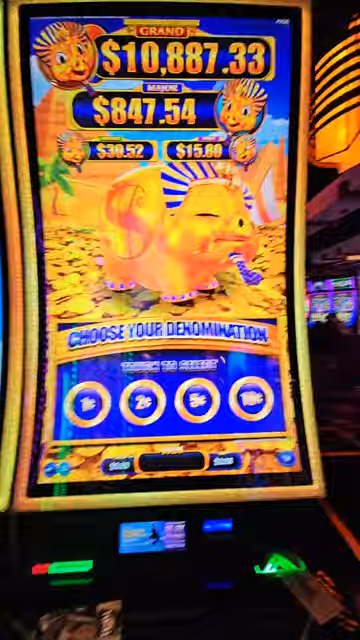 GRAND
$10,887.33
MAJOR
$847.54
$30.52 $15.60
CHOOSE YOUR DENOMINATION
TOUCH TO SELECT
1¢ 2¢ 5¢ 10¢